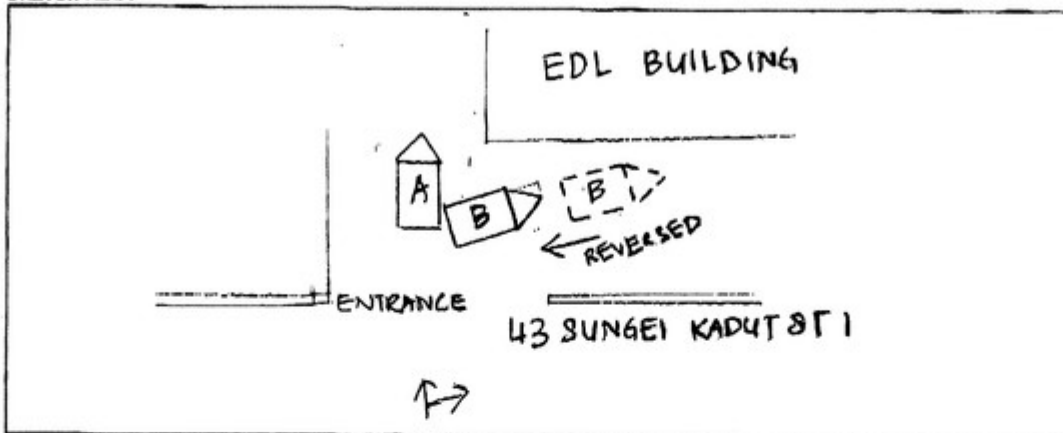 EDL BUILDING
A
B
B
REVERSED
ENTRANCE
43 SUNGEI KADUT ST 1